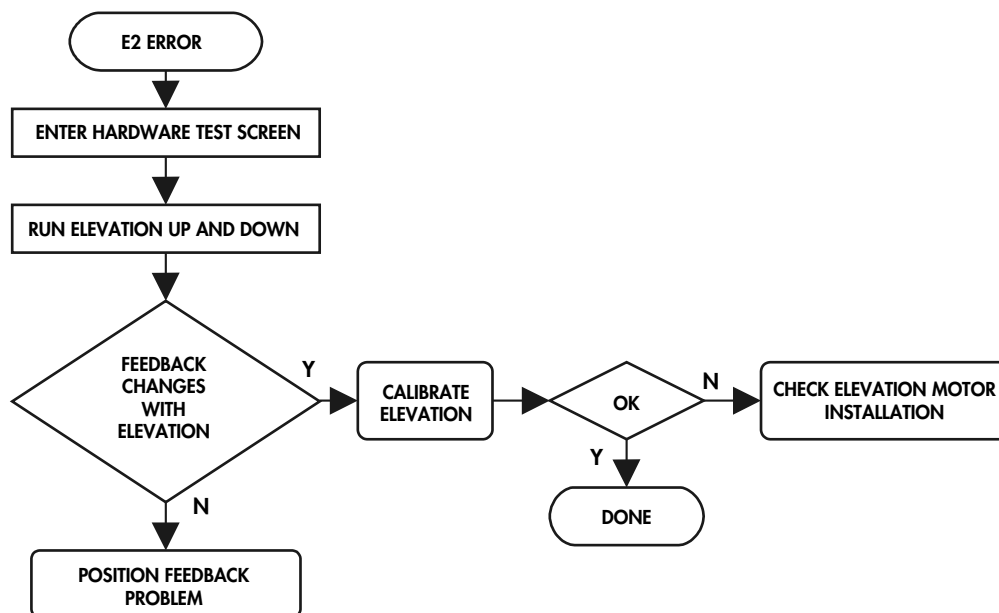 E2 ERROR
ENTER HARDWARE TEST SCREEN
RUN ELEVATION UP AND DOWN
FEEDBACK
CHANGES
WITH
ELEVATION
Y
CALIBRATE
ELEVATION
OK
N
CHECK ELEVATION MOTOR
INSTALLATION
Y
DONE
N
POSITION FEEDBACK
PROBLEM